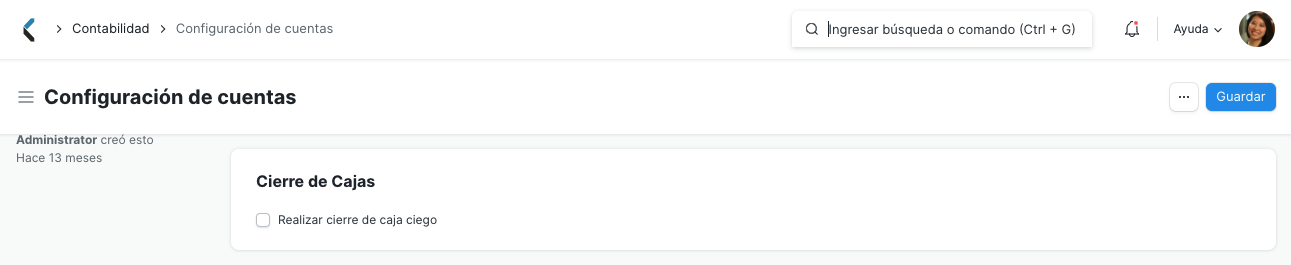 Contabilidad Configuración de cuentas
Ingresar búsqueda o comando (Ctrl + G)
Ayuda
Configuración de cuentas
...
Guardar
Administrator creó esto
Hace 13 meses
Cierre de Cajas
Realizar cierre de caja ciego